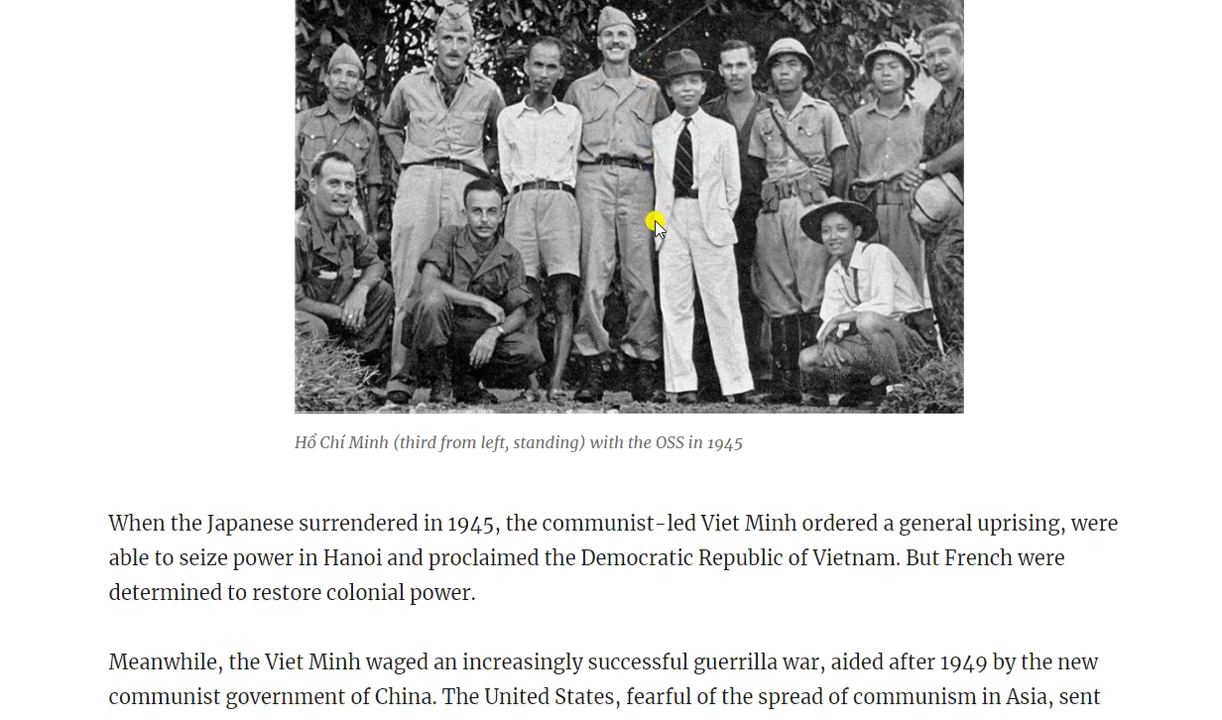 Hồ Chí Minh (third from left, standing) with the OSS in 1945
When the Japanese surrendered in 1945, the communist-led Viet Minh ordered a general uprising, were
able to seize power in Hanoi and proclaimed the Democratic Republic of Vietnam. But French were
determined to restore colonial power.
Meanwhile, the Viet Minh waged an increasingly successful guerrilla war, aided after 1949 by the new
communist government of China. The United States, fearful of the spread of communism in Asia, sent